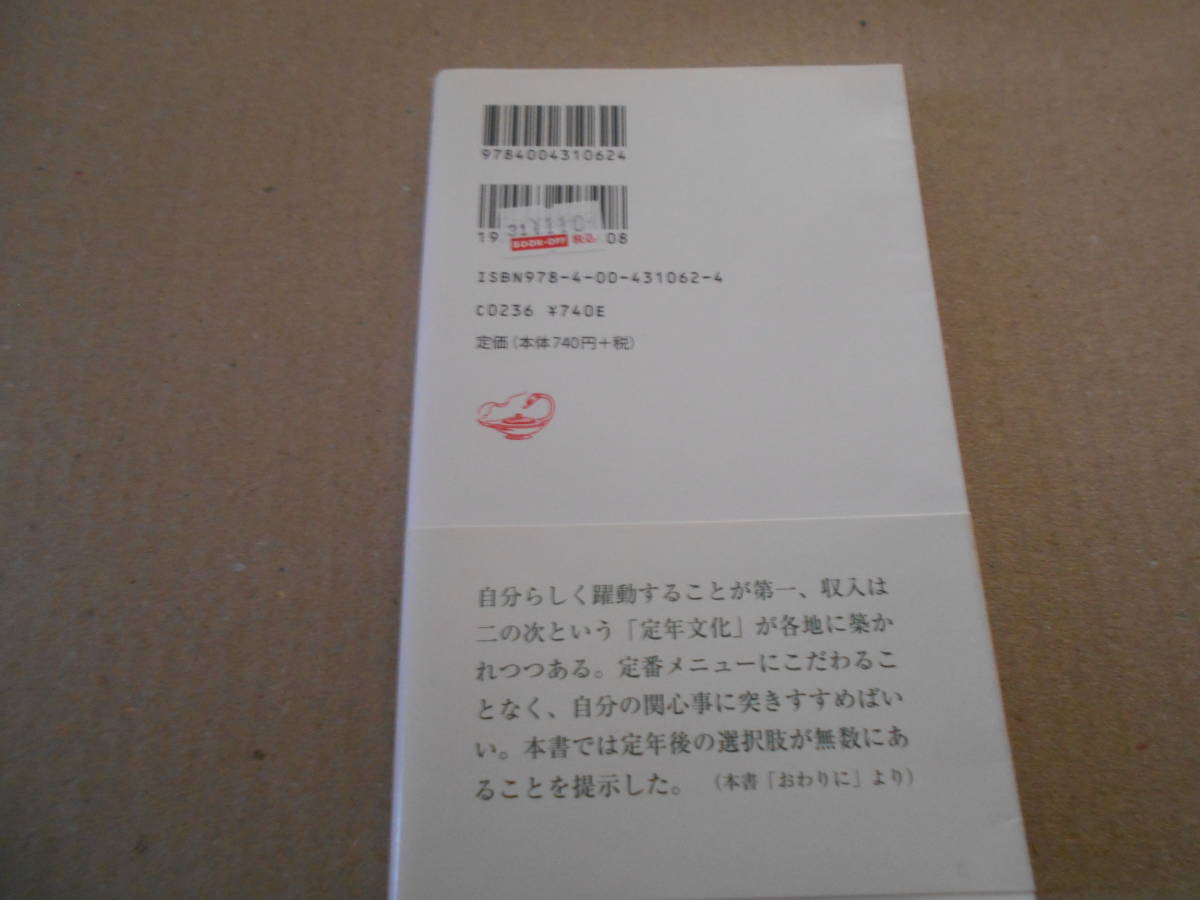 9784004310624
31 ¥110
BOOK-OFF 税込
19 08
ISBN978-4-00-431062-4
C0236 ¥740E
定価(本体740円+税)
自分らしく躍動することが第一、収入は
二の次という「定年文化」が各地に築か
れつつある。定番メニューにこだわるこ
となく、自分の関心事に突きすすめばい
い。本書では定年後の選択肢が無数にあ
ることを提示した。 (本書「おわりに」より)